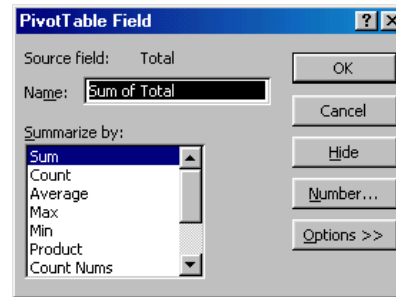 PivotTable Field
Source field: Total
Name: Sum of Total
Summarize by:
Sum
Count
Average
Max
Min
Product
Count Nums
OK
Cancel
Hide
Number...
Options >>